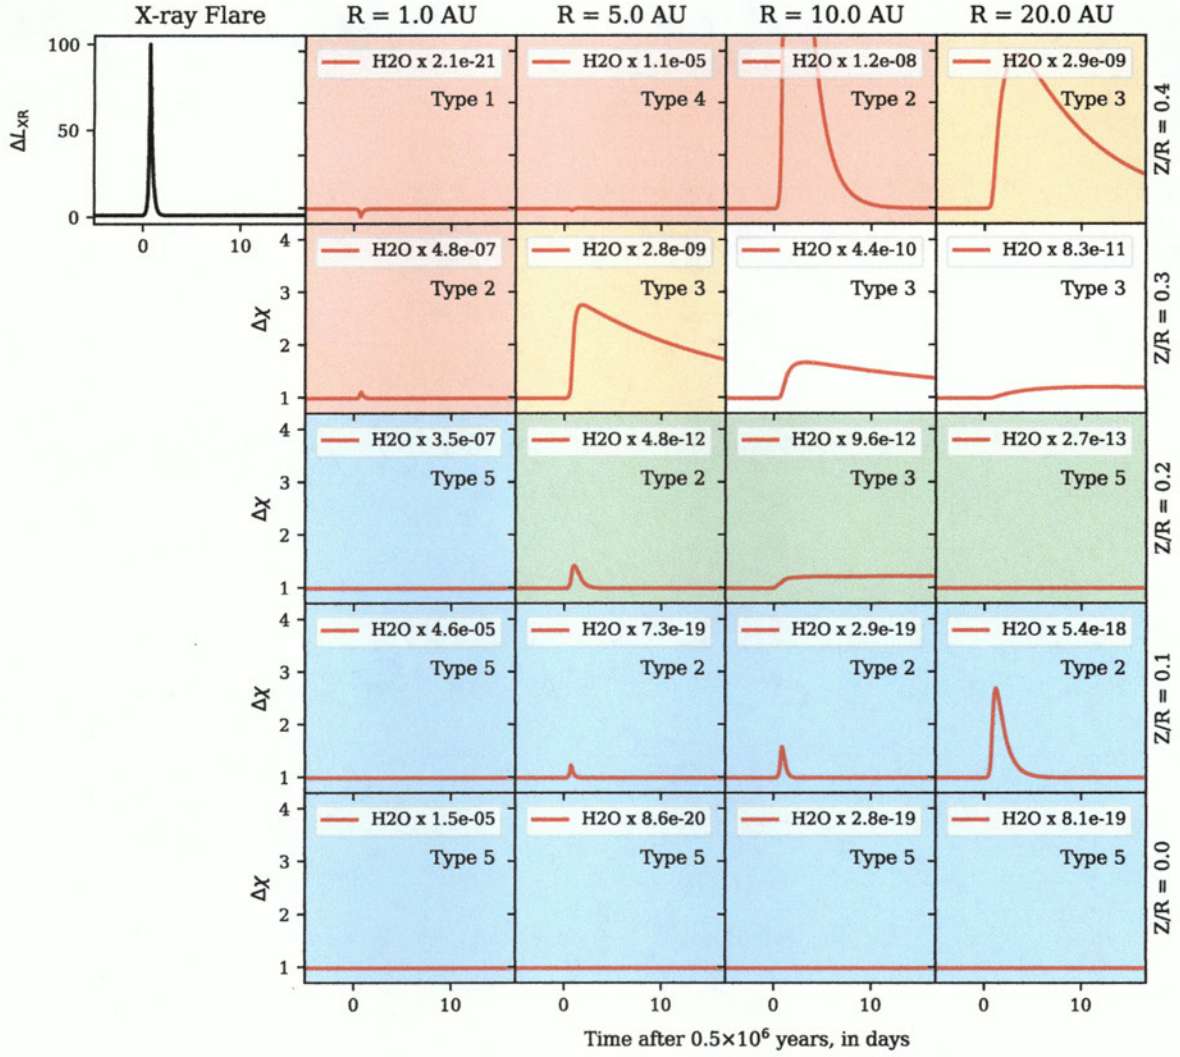 X-ray Flare R = 1.0 AU R = 5.0 AU R = 10.0 AU R = 20.0 AU
100
50
0
ΔL_XR
0 10
H2O x 2.1e-21
Type 1
H2O x 1.1e-05
Type 4
H2O x 1.2e-08
Type 2
H2O x 2.9e-09
Type 3
Z/R = 0.4
4
3
2
1
Δχ
H2O x 4.8e-07
Type 2
H2O x 2.8e-09
Type 3
H2O x 4.4e-10
Type 3
H2O x 8.3e-11
Type 3
Z/R = 0.3
4
3
2
1
Δχ
H2O x 3.5e-07
Type 5
H2O x 4.8e-12
Type 2
H2O x 9.6e-12
Type 3
H2O x 2.7e-13
Type 5
Z/R = 0.2
4
3
2
1
Δχ
H2O x 4.6e-05
Type 5
H2O x 7.3e-19
Type 2
H2O x 2.9e-19
Type 2
H2O x 5.4e-18
Type 2
Z/R = 0.1
4
3
2
1
Δχ
H2O x 1.5e-05
Type 5
H2O x 8.6e-20
Type 5
H2O x 2.8e-19
Type 5
H2O x 8.1e-19
Type 5
Z/R = 0.0
0 10 0 10 0 10 0 10
Time after 0.5×10⁶ years, in days